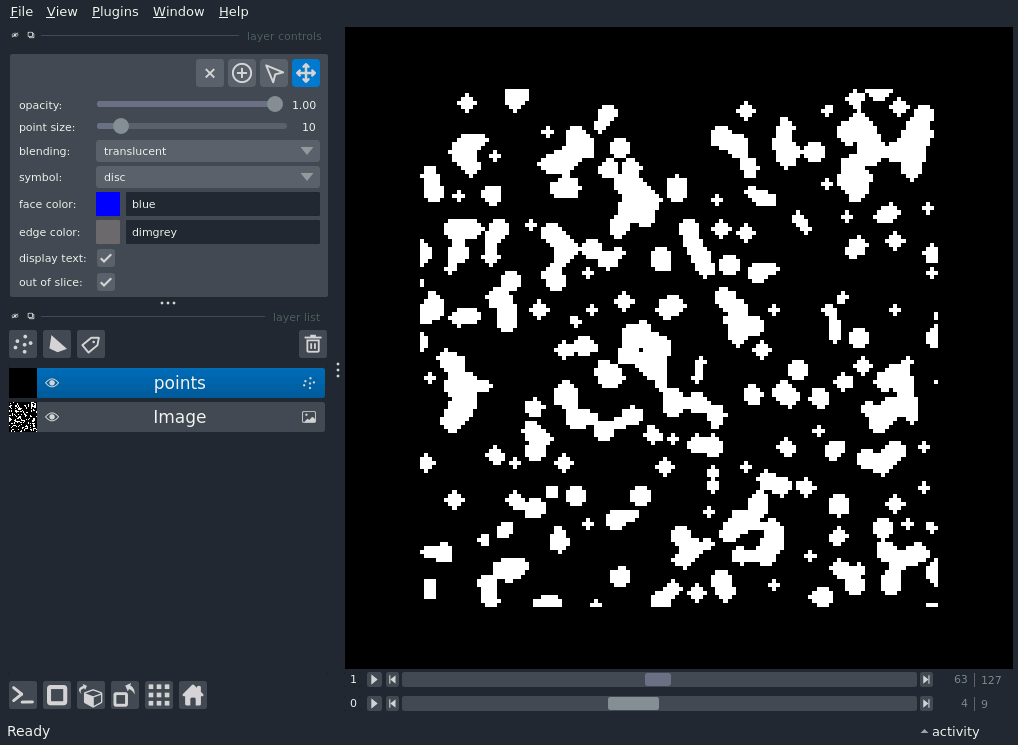 File View Plugins Window Help
layer controls
opacity: 1.00
point size: 10
blending: translucent
symbol: disc
face color: blue
edge color: dimgrey
display text:
out of slice:
layer list
points
Image
1 63 127
0 4 9
Ready activity